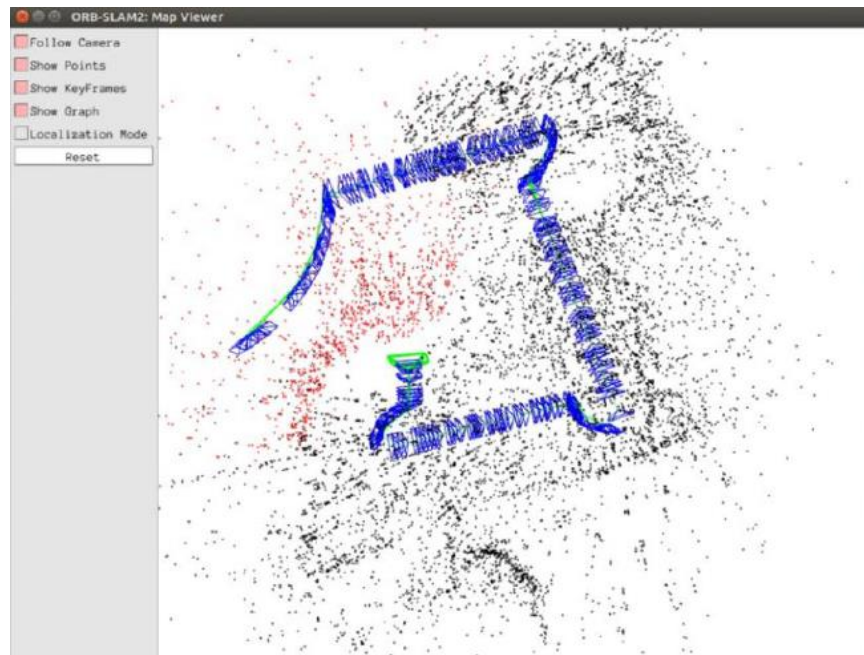 ORB-SLAM2: Map Viewer
Follow Camera
Show Points
Show KeyFrames
Show Graph
Localization Mode
Reset